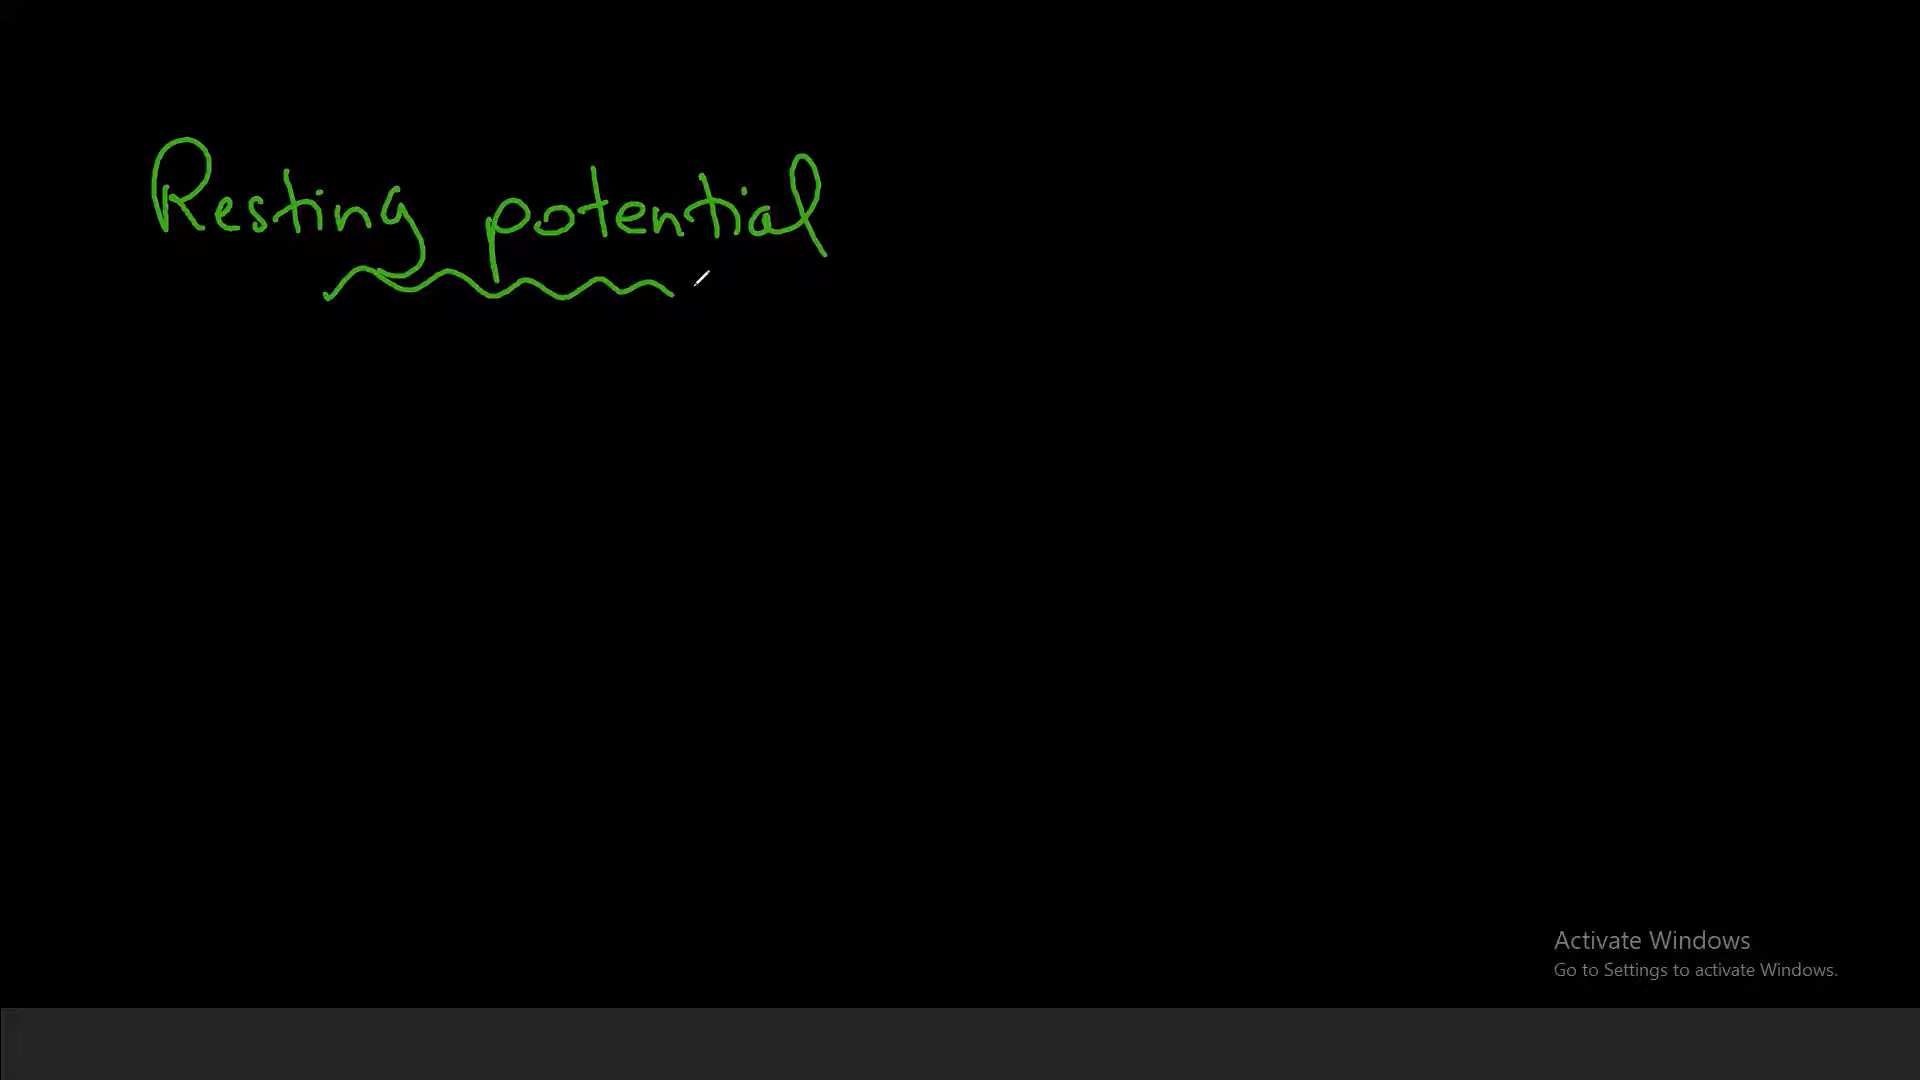 Resting potential
Activate Windows
Go to Settings to activate Windows.